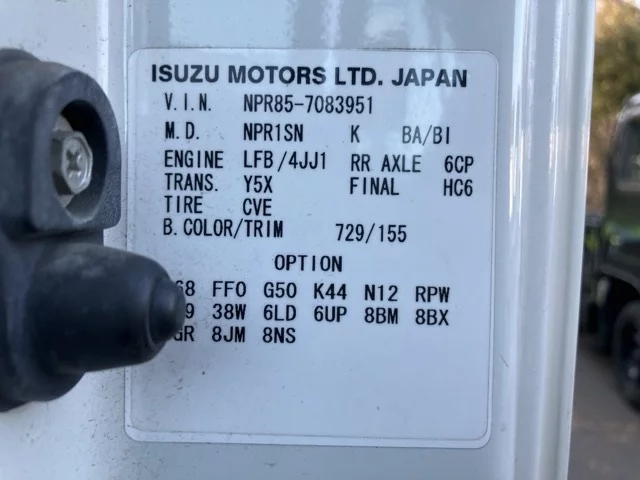 ISUZU MOTORS LTD. JAPAN
V.I.N. NPR85-7083951
M.D. NPR1SN K BA/BI
ENGINE LFB/4JJ1 RR AXLE 6CP
TRANS. Y5X FINAL HC6
TIRE CVE
B.COLOR/TRIM 729/155
OPTION
FF0 G50 K44 N12 RPW
38W 6LD 6UP 8BM 8BX
8JM 8NS